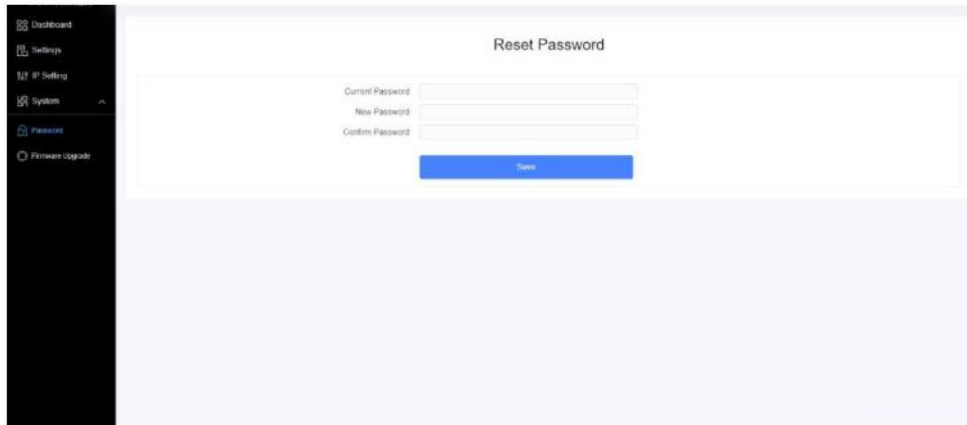 Dashboard
Settings
IP Setting
System
Password
Firmware Upgrade
Reset Password
Current Password
New Password
Confirm Password
Save